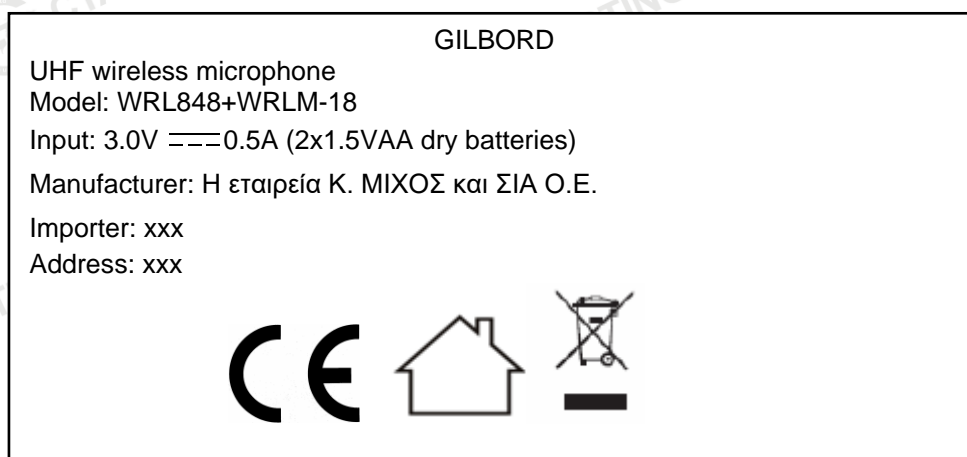 GILBORD
UHF wireless microphone
Model: WRL848+WRLM-18
Input: 3.0V ⎓0.5A (2x1.5VAA dry batteries)
Manufacturer: Η εταιρεία Κ. ΜΙΧΟΣ και ΣΙΑ Ο.Ε.
Importer: xxx
Address: xxx
CE